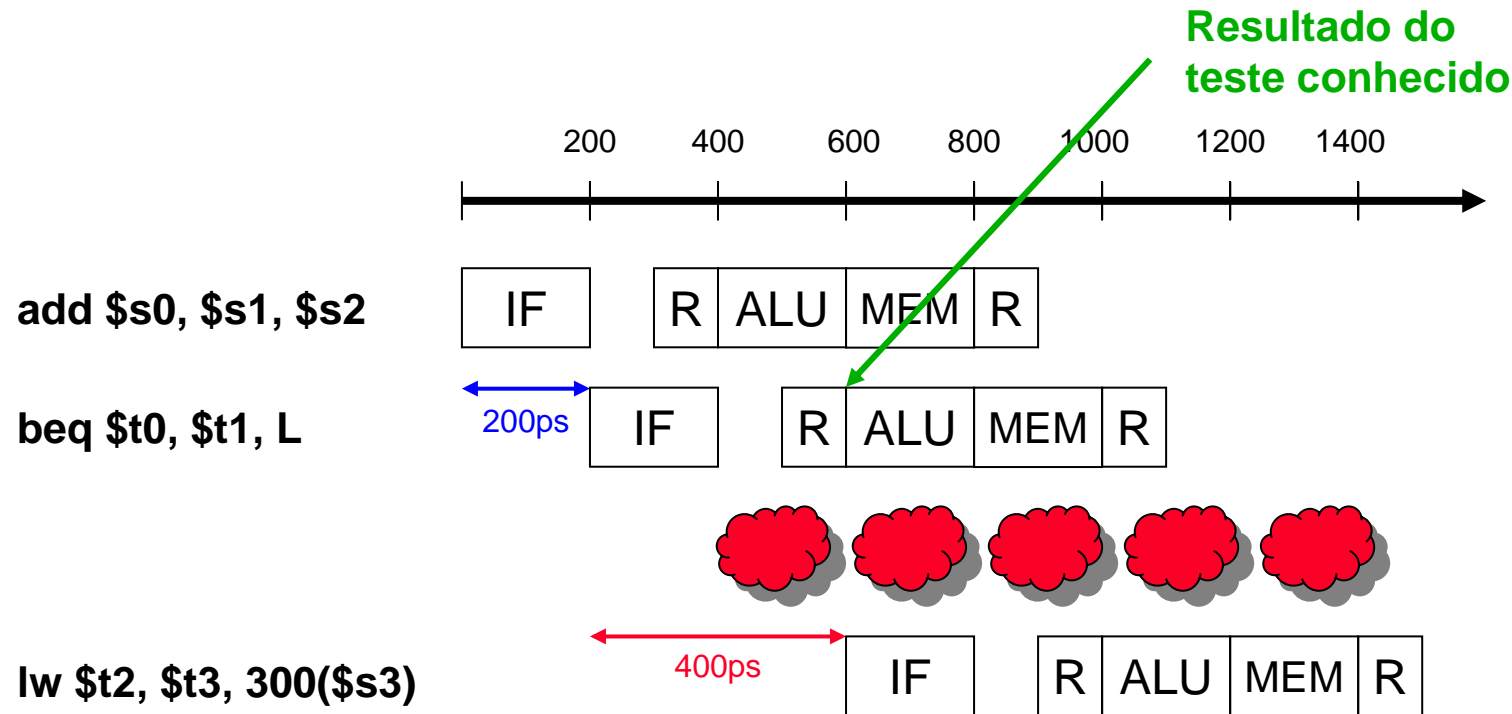 Resultado do
teste conhecido
200 400 600 800 1000 1200 1400
add $s0, $s1, $s2 IF R ALU MEM R
beq $t0, $t1, L 200ps IF R ALU MEM R
lw $t2, $t3, 300($s3) 400ps IF R ALU MEM R